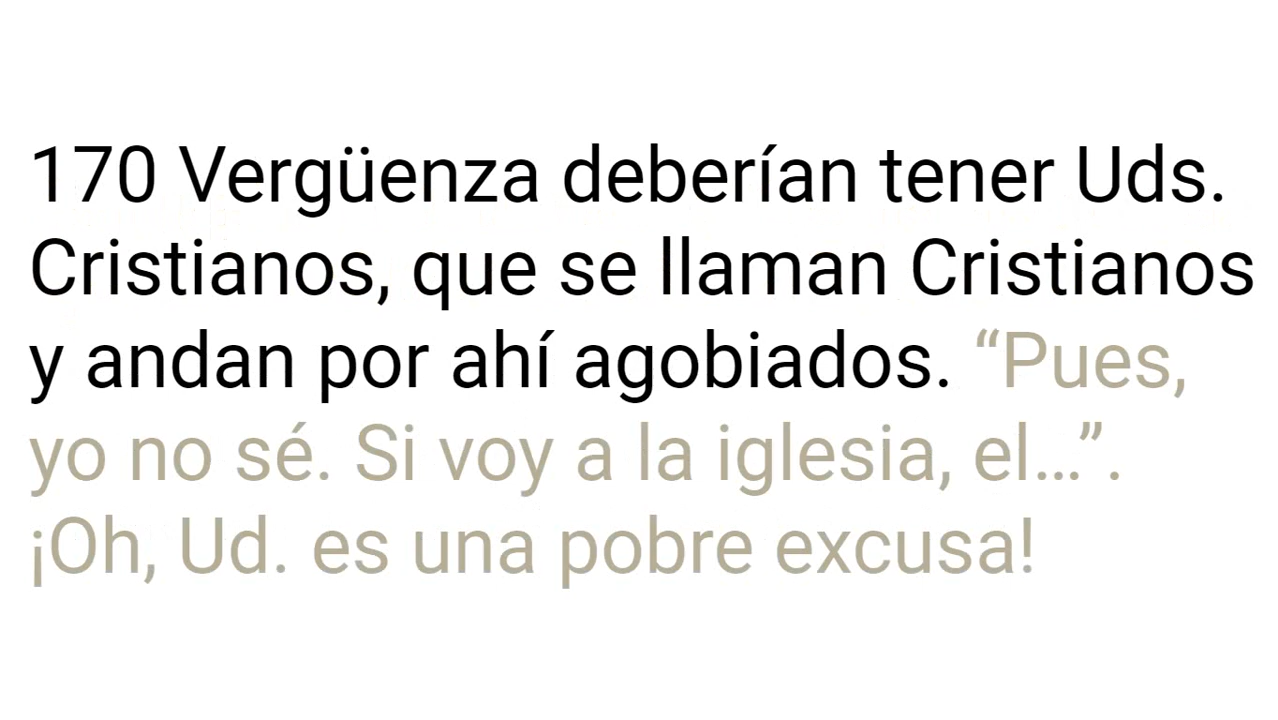 170 Vergüenza deberían tener Uds.
Cristianos, que se llaman Cristianos
y andan por ahí agobiados. “Pues,
yo no sé. Si voy a la iglesia, el…”.
¡Oh, Ud. es una pobre excusa!